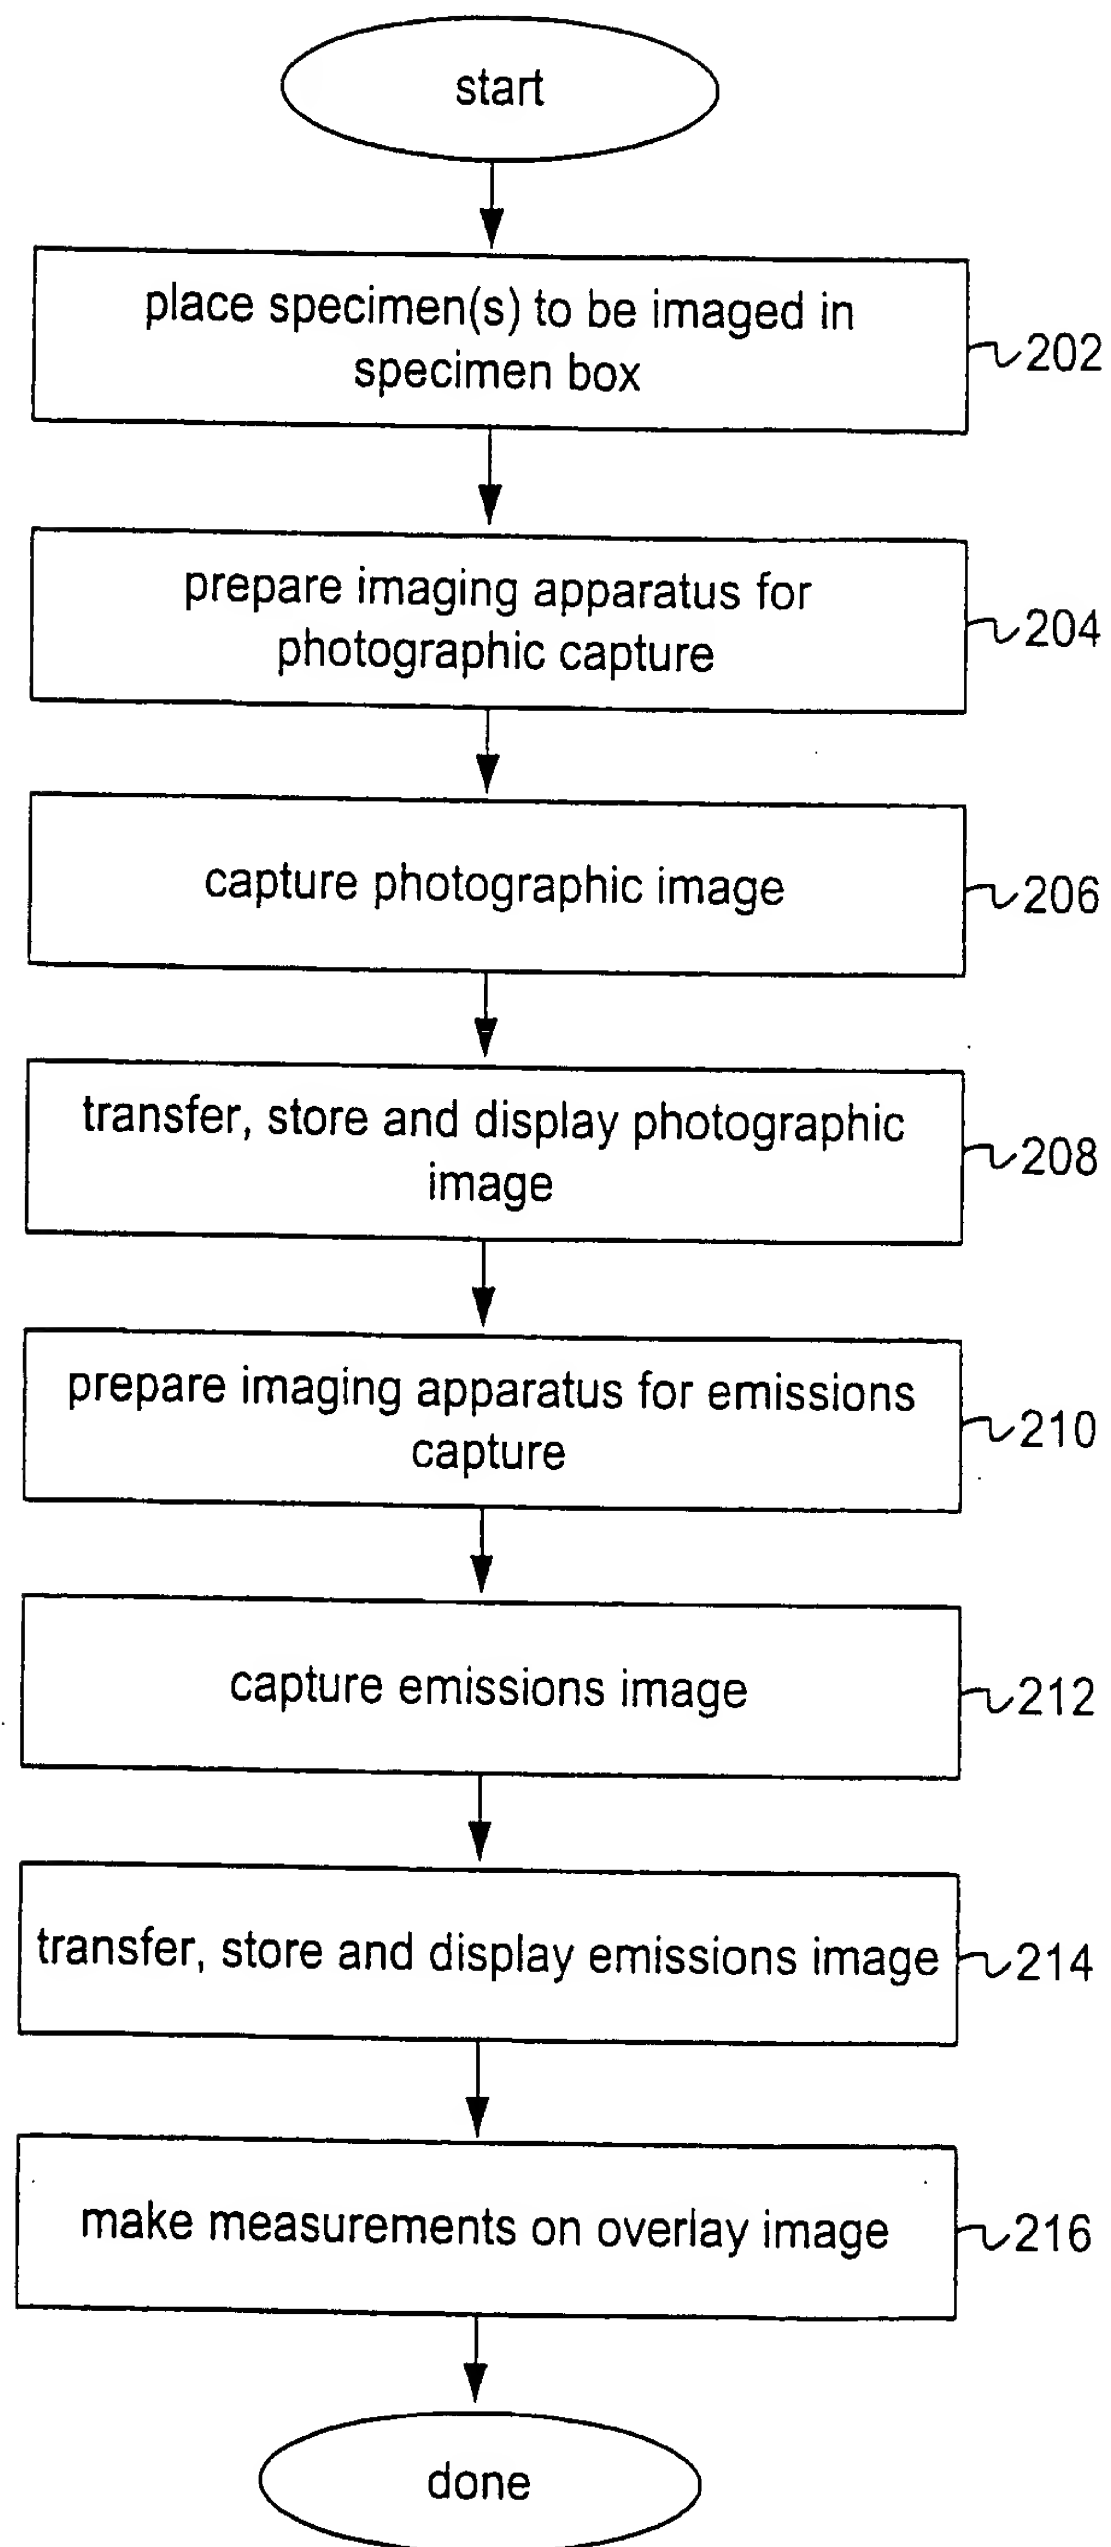 start
place specimen(s) to be imaged in
specimen box
202
prepare imaging apparatus for
photographic capture
204
capture photographic image
206
transfer, store and display photographic
image
208
prepare imaging apparatus for emissions
capture
210
capture emissions image
212
transfer, store and display emissions image
214
make measurements on overlay image
216
done